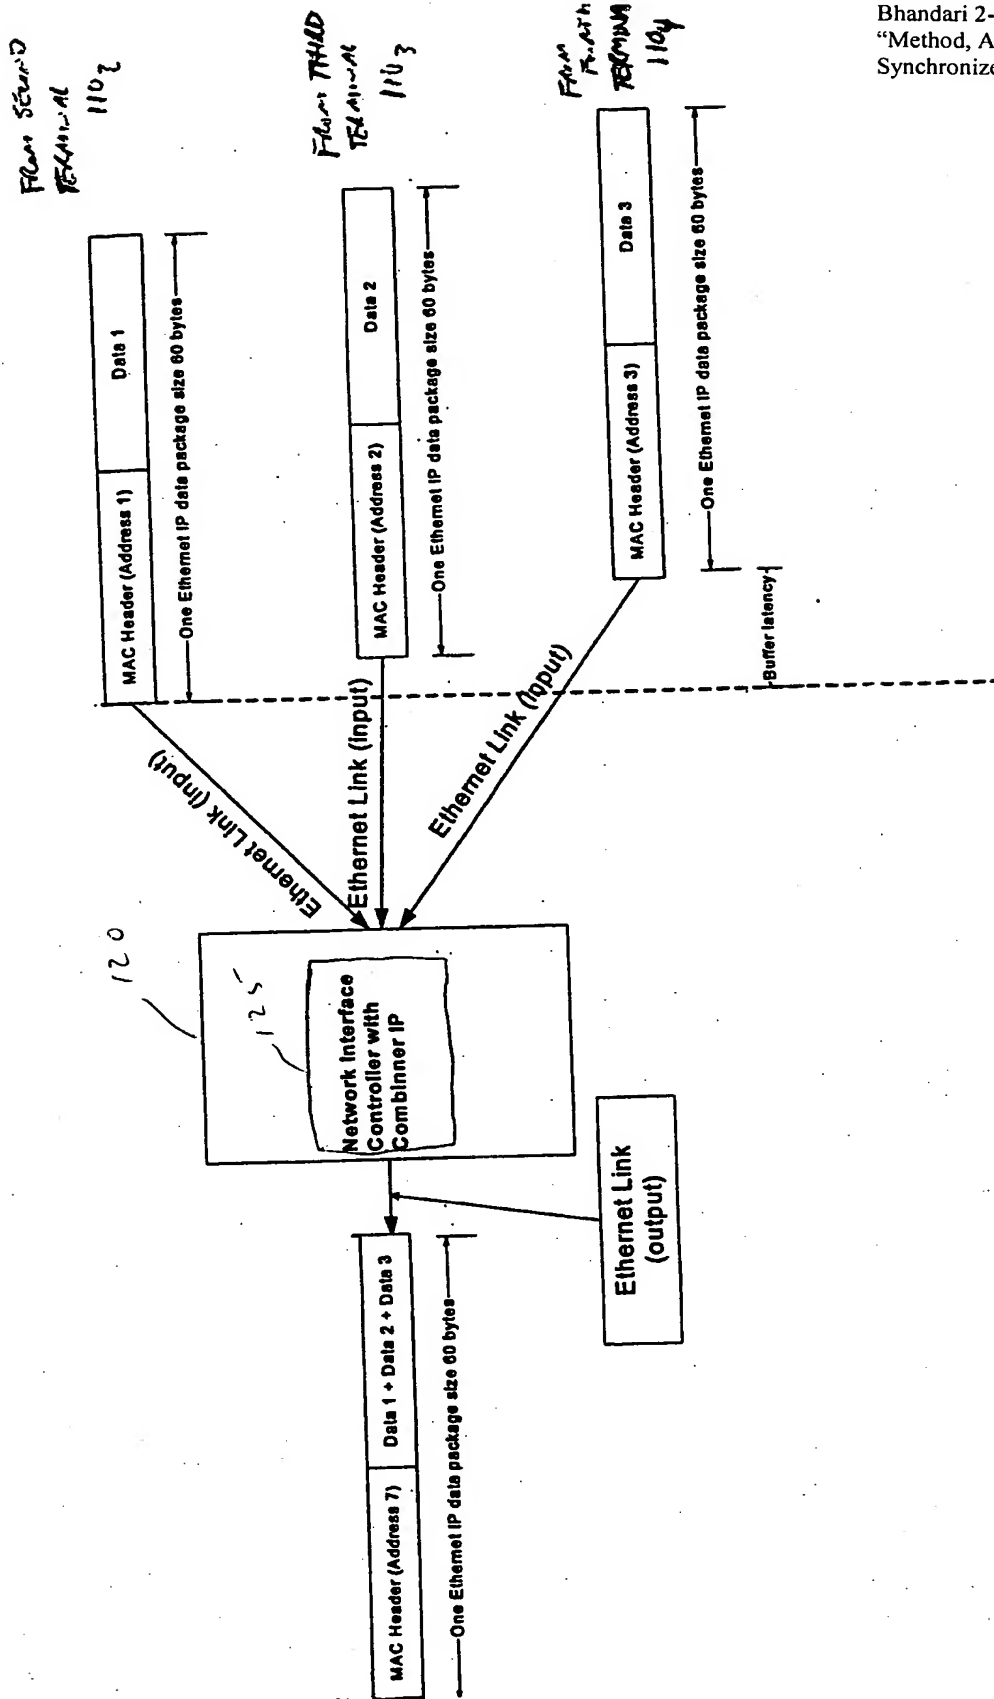 Bhandari 2-
“Method, A
Synchronize
FROM SECOND
TERMINAL
110₂
FROM THIRD
TERMINAL
110₃
FROM
TERMINAL
110₄
Data 1
MAC Header (Address 1)
One Ethernet IP data package size 60 bytes
Data 2
MAC Header (Address 2)
One Ethernet IP data package size 60 bytes
Data 3
MAC Header (Address 3)
One Ethernet IP data package size 60 bytes
Buffer latency
Ethernet Link (input)
Ethernet Link (input)
Ethernet Link (input)
120
125
Network Interface
Controller with
Combinner IP
Ethernet Link
(output)
Data 1 + Data 2 + Data 3
MAC Header (Address 7)
One Ethernet IP data package size 60 bytes